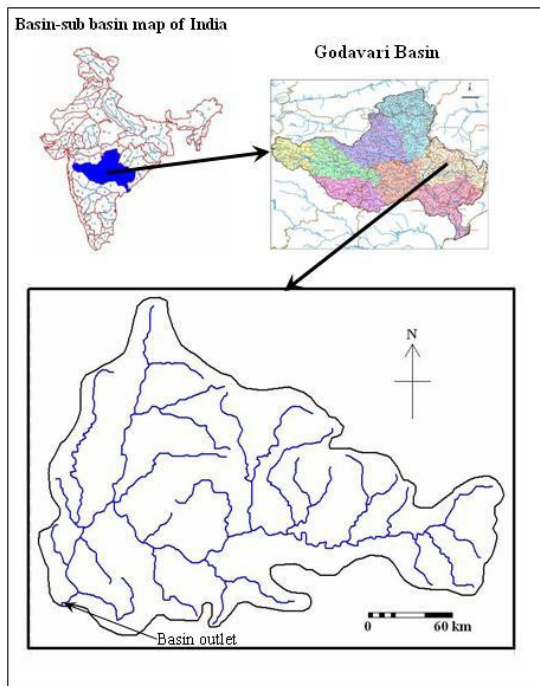 Basin-sub basin map of India
Godavari Basin
N
Basin outlet
0 60 km